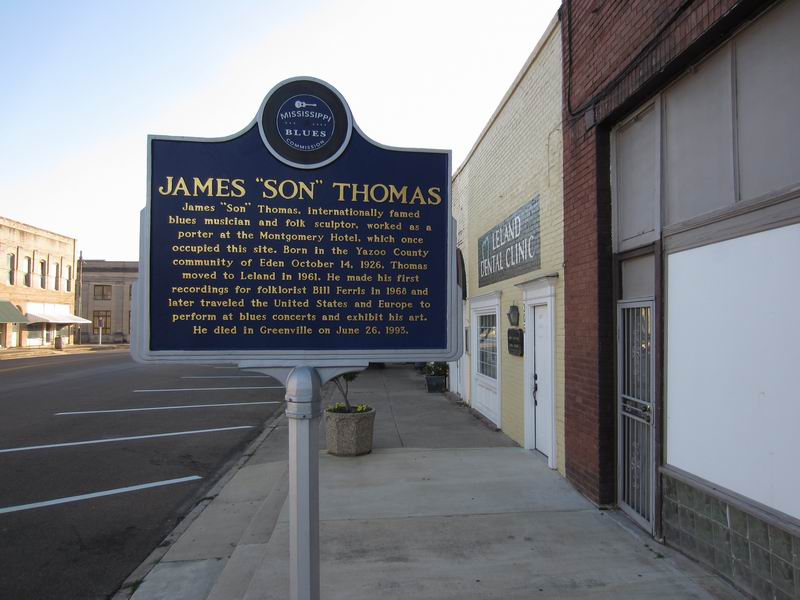 MISSISSIPPI
BLUES
COMMISSION
JAMES "SON" THOMAS
James "Son" Thomas, internationally famed
blues musician and folk sculptor, worked as a
porter at the Montgomery Hotel, which once
occupied this site. Born in the Yazoo County
community of Eden October 14, 1926, Thomas
moved to Leland in 1961. He made his first
recordings for folklorist Bill Ferris in 1968 and
later traveled the United States and Europe to
perform at blues concerts and exhibit his art.
He died in Greenville on June 26, 1993.
LELAND
DENTAL CLINIC